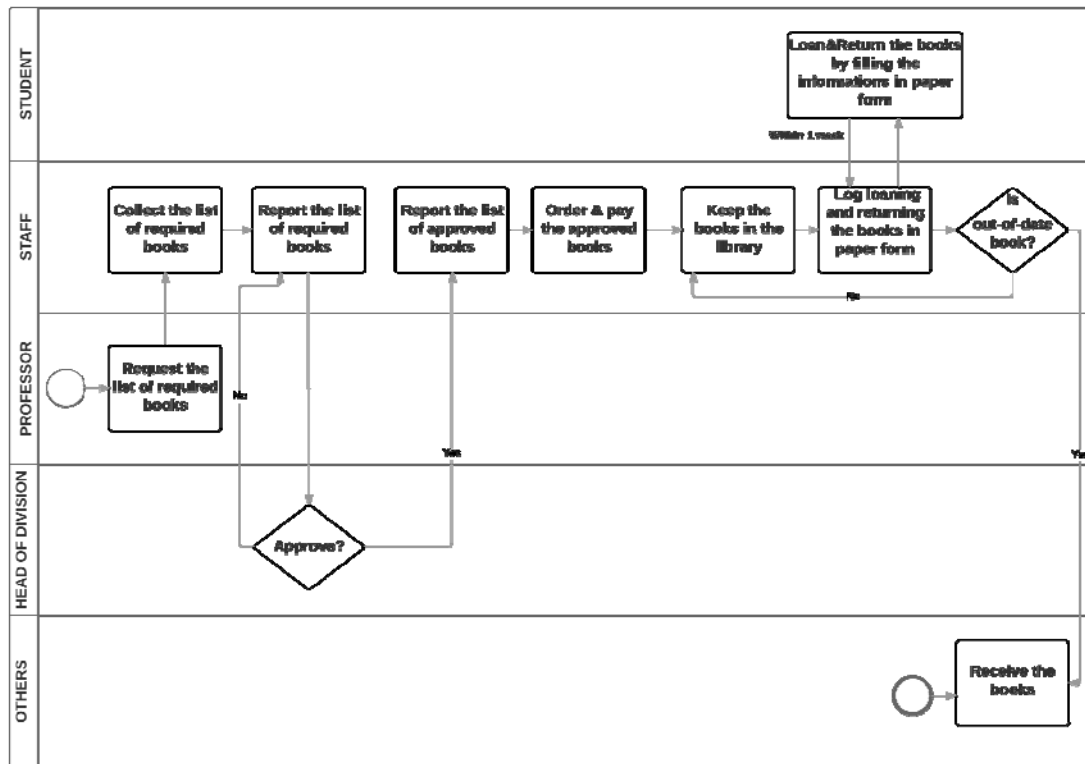 STUDENT
Loan&Return the books
by filling the
informations in paper
form
Within 1 week
STAFF
Collect the list
of required
books
Report the list
of required
books
Report the list
of approved
books
Order & pay
the approved
books
Keep the
books in the
library
Log loaning
and returning
the books in
paper form
Is
out-of-date
book?
No
PROFESSOR
Request the
list of required
books
No
Yes
Yes
HEAD OF DIVISION
Approve?
OTHERS
Receive the
books